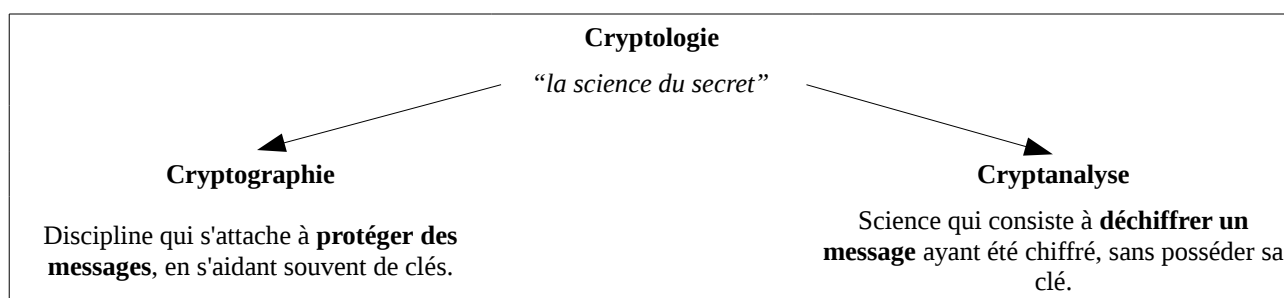 Cryptologie
“la science du secret”
Cryptographie
Discipline qui s'attache à protéger des
messages, en s'aidant souvent de clés.
Cryptanalyse
Science qui consiste à déchiffrer un
message ayant été chiffré, sans posséder sa
clé.